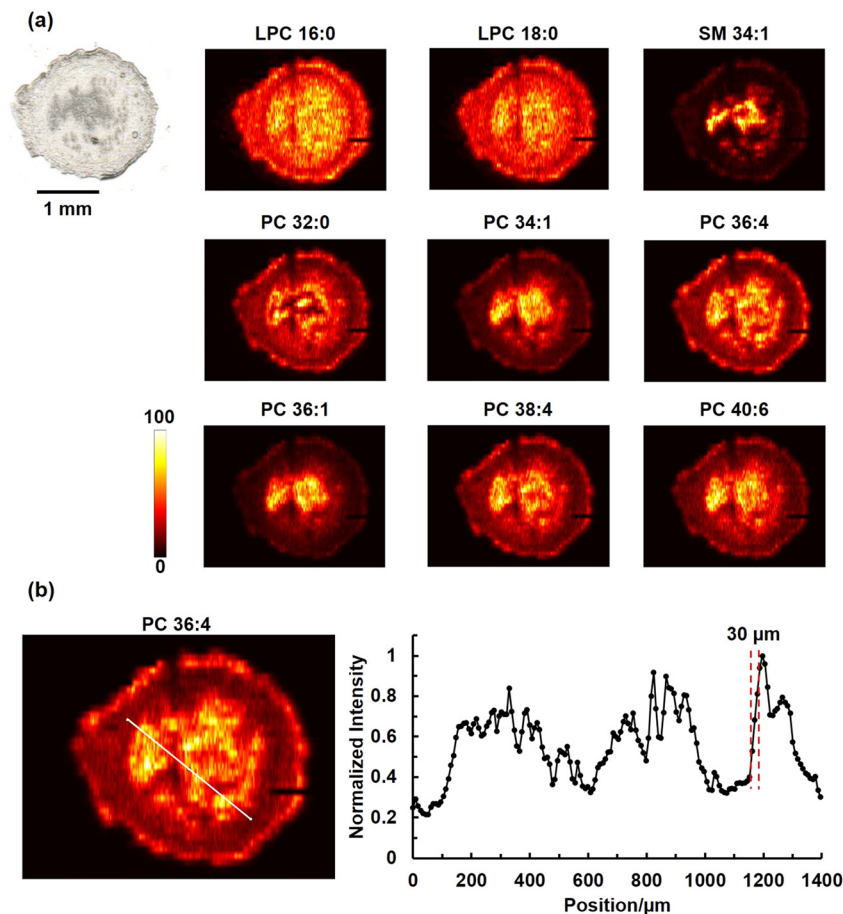 (a)
LPC 16:0 LPC 18:0 SM 34:1
1 mm
PC 32:0 PC 34:1 PC 36:4
PC 36:1 PC 38:4 PC 40:6
100
0
(b)
PC 36:4
30 µm
Normalized Intensity
1
0.8
0.6
0.4
0.2
0
0 200 400 600 800 1000 1200 1400
Position/µm